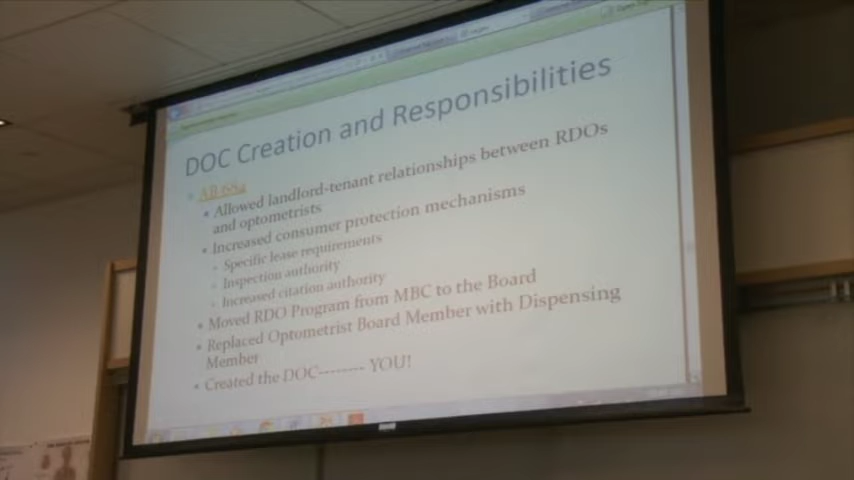 DOC Creation and Responsibilities
AB 684
Allowed landlord-tenant relationships between RDOs
and optometrists
Increased consumer protection mechanisms
Specific lease requirements
Inspection authority
Increased citation authority
Moved RDO Program from MBC to the Board
Replaced Optometrist Board Member with Dispensing
Member
Created the DOC-------- YOU!